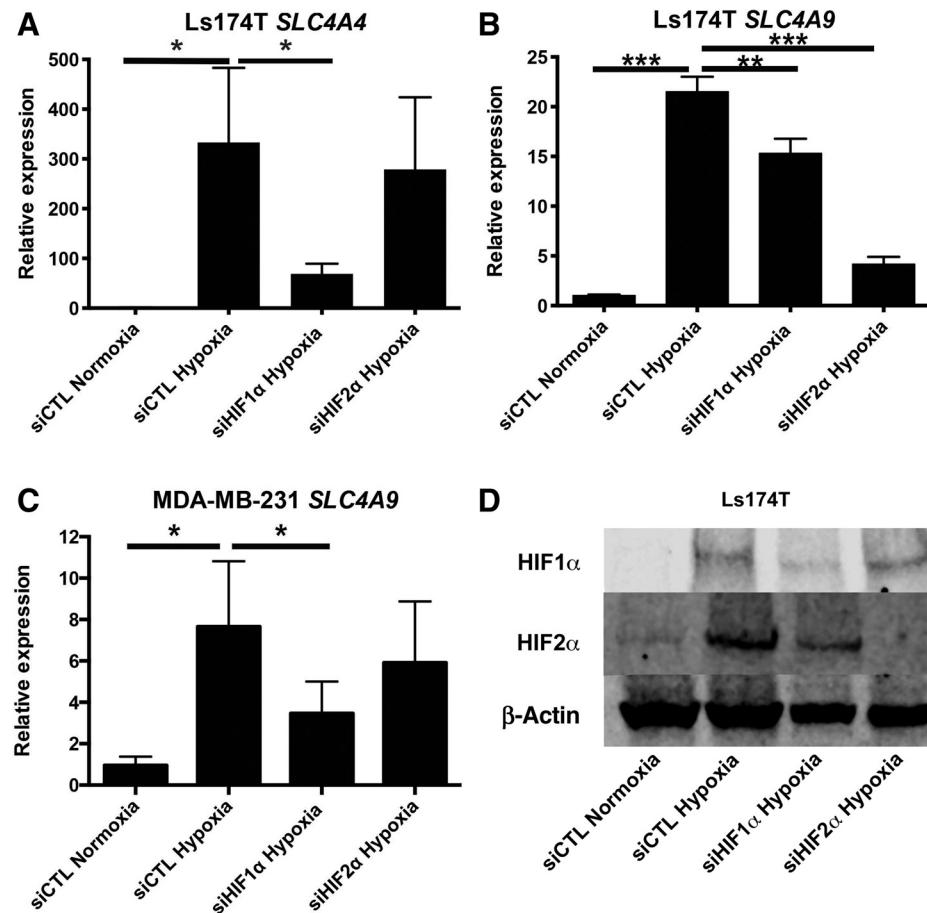 A
Ls174T SLC4A4
* *
Relative expression
500
400
300
200
100
0
siCTL Normoxia
siCTL Hypoxia
siHIF1α Hypoxia
siHIF2α Hypoxia
B
Ls174T SLC4A9
***
*** **
Relative expression
25
20
15
10
5
0
siCTL Normoxia
siCTL Hypoxia
siHIF1α Hypoxia
siHIF2α Hypoxia
C
MDA-MB-231 SLC4A9
* *
Relative expression
12
10
8
6
4
2
0
siCTL Normoxia
siCTL Hypoxia
siHIF1α Hypoxia
siHIF2α Hypoxia
D
Ls174T
HIF1α
HIF2α
β-Actin
siCTL Normoxia
siCTL Hypoxia
siHIF1α Hypoxia
siHIF2α Hypoxia